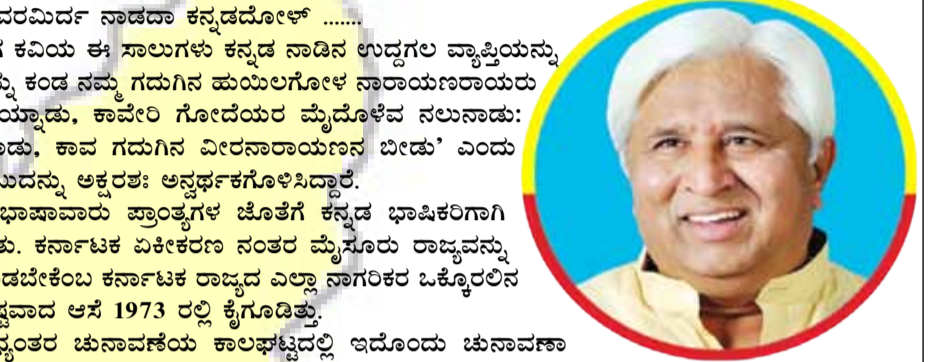 ವರಮಿರ್ದ ನಾಡದಾ ಕನ್ನಡದೋಳ್ .......
ಕವಿಯ ಈ ಸಾಲುಗಳು ಕನ್ನಡ ನಾಡಿನ ಉದ್ದಗಲ ವ್ಯಾಪ್ತಿಯನ್ನು
ಕಂಡ ನಮ್ಮ ಗದುಗಿನ ಹುಯಿಲಗೋಳ ನಾರಾಯಣರಾಯರು
ಯ್ನಾಡು, ಕಾವೇರಿ ಗೋದೆಯರ ಮೈದೊಳೆವ ನಲುನಾಡು:
ಕಾವ ಗದುಗಿನ ವೀರನಾರಾಯಣನ ಬೀಡು' ಎಂದು
ಬುದನ್ನು ಅಕ್ಷರಶಃ ಅನ್ವರ್ಥಕಗೊಳಿಸಿದ್ದಾರೆ.
ಭಾಷಾವಾರು ಪ್ರಾಂತ್ಯಗಳ ಜೊತೆಗೆ ಕನ್ನಡ ಭಾಷಿಕರಿಗಾಗಿ
ತು. ಕರ್ನಾಟಕ ಏಕೀಕರಣ ನಂತರ ಮೈಸೂರು ರಾಜ್ಯವನ್ನು
ಡಬೇಕೆಂಬ ಕರ್ನಾಟಕ ರಾಜ್ಯದ ಎಲ್ಲಾ ನಾಗರಿಕರ ಒಕ್ಕೊರಲಿನ
ಷ್ಟವಾದ ಆಸೆ 1973 ರಲ್ಲಿ ಕೈಗೂಡಿತ್ತು.
ಧ್ಯಂತರ ಚುನಾವಣೆಯ ಕಾಲಘಟ್ಟದಲ್ಲಿ ಇದೊಂದು ಚುನಾವಣಾ